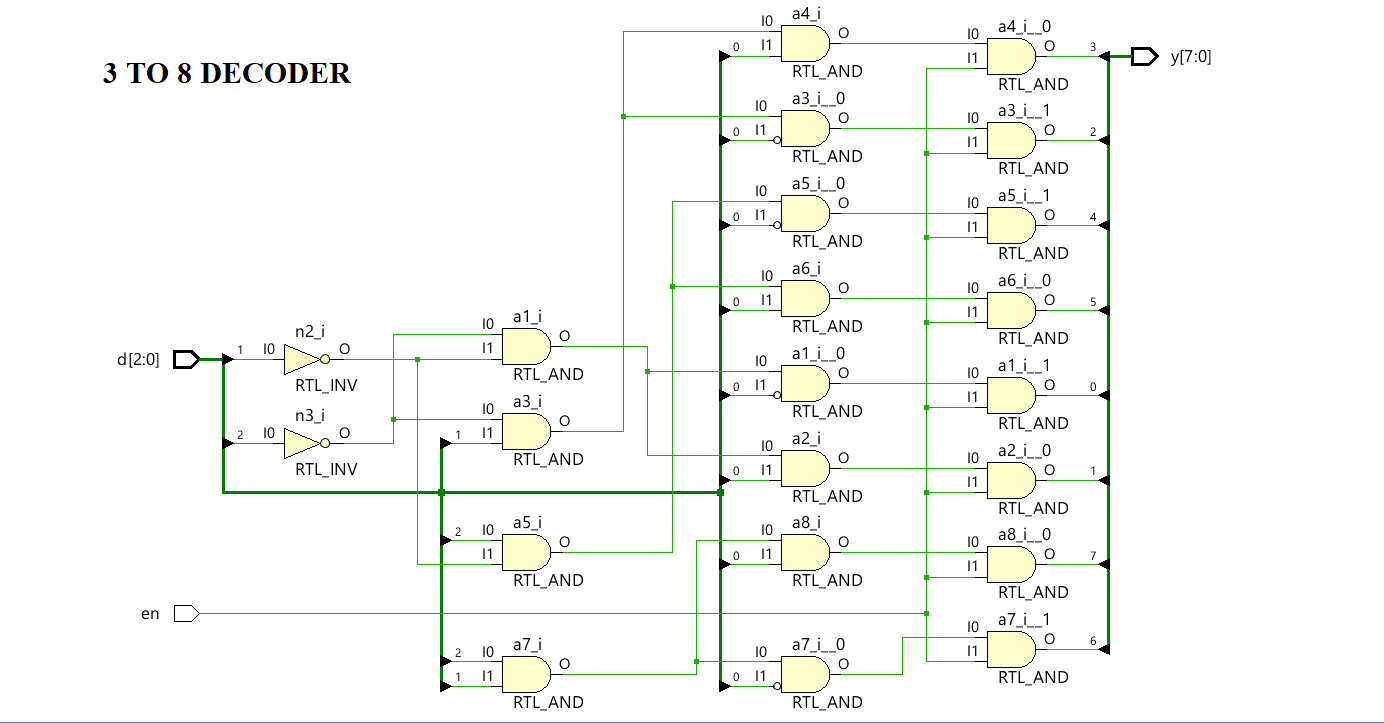 3 TO 8 DECODER
a4_i
I0
I1
O
0
RTL_AND
a4_i__0
I0
I1
O
3
RTL_AND
y[7:0]
a3_i__0
I0
I1
O
0
RTL_AND
a3_i__1
I0
I1
O
2
RTL_AND
a5_i__0
I0
I1
O
0
RTL_AND
a5_i__1
I0
I1
O
4
RTL_AND
a6_i
I0
I1
O
0
RTL_AND
a6_i__0
I0
I1
O
5
RTL_AND
d[2:0]
1
n2_i
I0
O
RTL_INV
2
n3_i
I0
O
RTL_INV
a1_i
I0
I1
O
RTL_AND
a3_i
I0
I1
O
1
RTL_AND
a1_i__0
I0
I1
O
0
RTL_AND
a1_i__1
I0
I1
O
0
RTL_AND
a2_i
I0
I1
O
0
RTL_AND
a2_i__0
I0
I1
O
1
RTL_AND
a5_i
2
I0
I1
O
RTL_AND
a8_i
I0
I1
O
0
RTL_AND
a8_i__0
I0
I1
O
7
RTL_AND
en
a7_i
2
I0
1
I1
O
RTL_AND
a7_i__0
I0
I1
O
0
RTL_AND
a7_i__1
I0
I1
O
6
RTL_AND